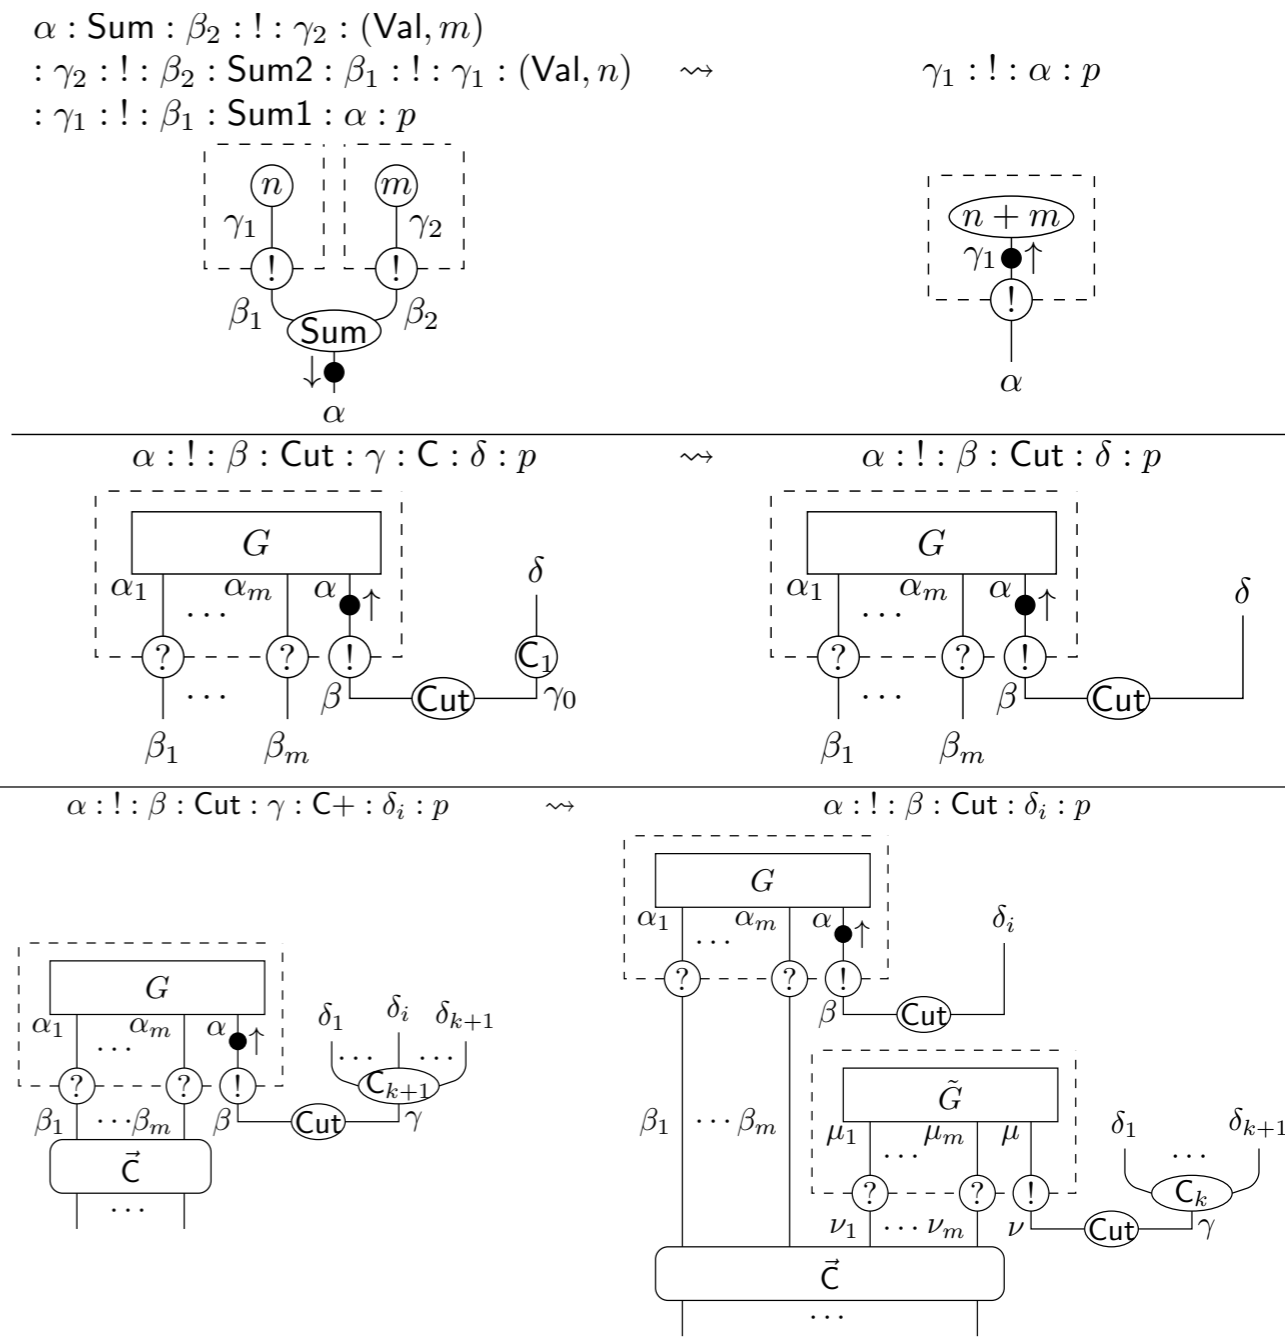 α : Sum : β₂ : ! : γ₂ : (Val, m)
: γ₂ : ! : β₂ : Sum2 : β₁ : ! : γ₁ : (Val, n) ⇝ γ₁ : ! : α : p
: γ₁ : ! : β₁ : Sum1 : α : p
n m
γ₁ γ₂
! !
β₁ β₂
Sum
↓
α
n + m
γ₁ ↑
!
α
α : ! : β : Cut : γ : C : δ : p ⇝ α : ! : β : Cut : δ : p
G
δ
α₁ ⋯ αₘ α ↑
? ? ! C₁
⋯ β Cut γ₀
β₁ βₘ
G
δ
α₁ ⋯ αₘ α ↑
? ? !
⋯ β Cut
β₁ βₘ
α : ! : β : Cut : γ : C+ : δᵢ : p ⇝ α : ! : β : Cut : δᵢ : p
G
δ₁ δᵢ δₖ₊₁
α₁ ⋯ αₘ α ↑ ⋯ ⋯
? ? ! Cₖ₊₁
β₁ ⋯ βₘ β Cut γ
C⃗
⋯
G
δᵢ
α₁ ⋯ αₘ α ↑
? ? !
β Cut
G̃
β₁ ⋯ βₘ
μ₁ ⋯ μₘ μ δ₁ ⋯ δₖ₊₁
? ? ! Cₖ
ν₁ ⋯ νₘ ν Cut γ
C⃗
⋯